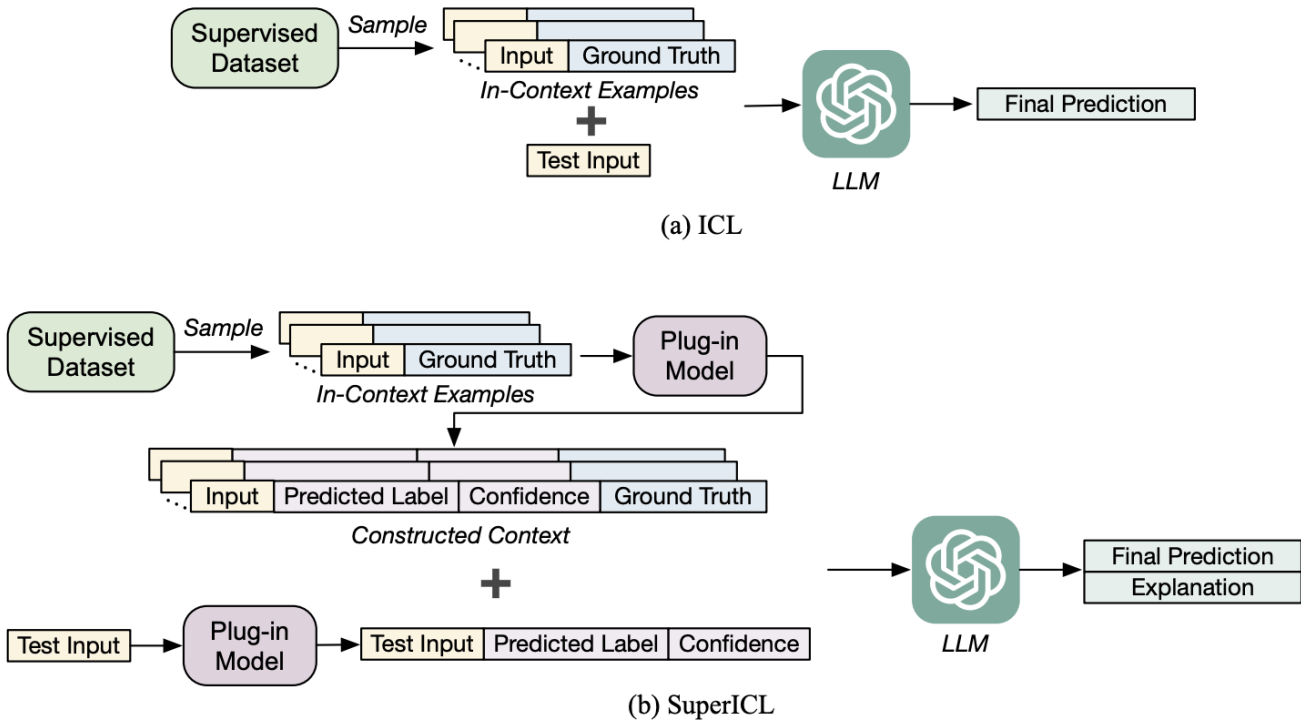 Supervised
Dataset
Sample
Input
Ground Truth
In-Context Examples
Test Input
LLM
Final Prediction
(a) ICL
Supervised
Dataset
Sample
Input
Ground Truth
In-Context Examples
Plug-in
Model
Input
Predicted Label
Confidence
Ground Truth
Constructed Context
Test Input
Plug-in
Model
Test Input
Predicted Label
Confidence
LLM
Final Prediction
Explanation
(b) SuperICL